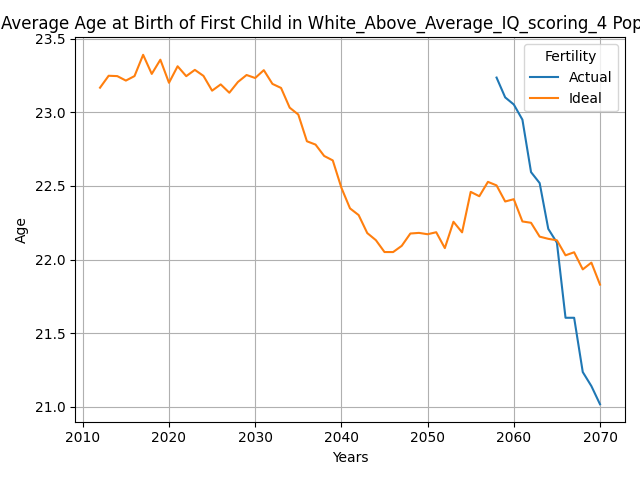 Average Age at Birth of First Child in White_Above_Average_IQ_scoring_4 Pop
Fertility
Actual
Ideal
23.5
23.0
22.5
22.0
21.5
21.0
Age
2010 2020 2030 2040 2050 2060 2070
Years